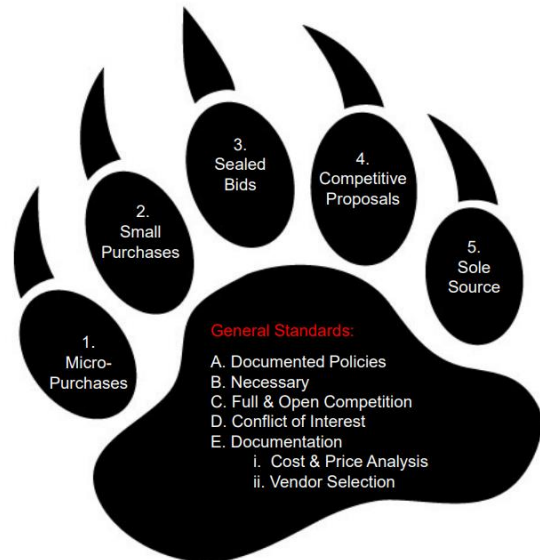 1.
Micro-
Purchases
2.
Small
Purchases
3.
Sealed
Bids
4.
Competitive
Proposals
5.
Sole
Source
General Standards:
A. Documented Policies
B. Necessary
C. Full & Open Competition
D. Conflict of Interest
E. Documentation
i. Cost & Price Analysis
ii. Vendor Selection